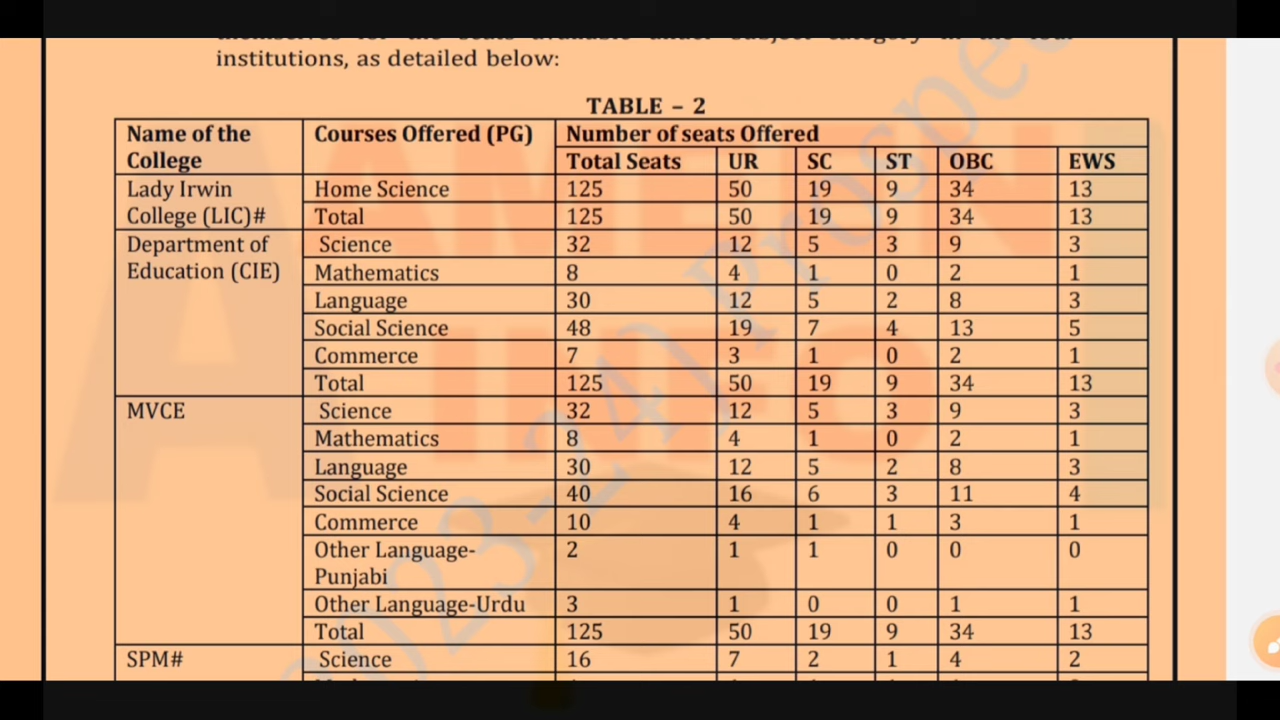 institutions, as detailed below:
TABLE – 2
Name of the College | Courses Offered (PG) | Number of seats Offered
Total Seats | UR | SC | ST | OBC | EWS
Lady Irwin College (LIC)# | Home Science | 125 | 50 | 19 | 9 | 34 | 13
Total | 125 | 50 | 19 | 9 | 34 | 13
Department of Education (CIE) | Science | 32 | 12 | 5 | 3 | 9 | 3
Mathematics | 8 | 4 | 1 | 0 | 2 | 1
Language | 30 | 12 | 5 | 2 | 8 | 3
Social Science | 48 | 19 | 7 | 4 | 13 | 5
Commerce | 7 | 3 | 1 | 0 | 2 | 1
Total | 125 | 50 | 19 | 9 | 34 | 13
MVCE | Science | 32 | 12 | 5 | 3 | 9 | 3
Mathematics | 8 | 4 | 1 | 0 | 2 | 1
Language | 30 | 12 | 5 | 2 | 8 | 3
Social Science | 40 | 16 | 6 | 3 | 11 | 4
Commerce | 10 | 4 | 1 | 1 | 3 | 1
Other Language-Punjabi | 2 | 1 | 1 | 0 | 0 | 0
Other Language-Urdu | 3 | 1 | 0 | 0 | 1 | 1
Total | 125 | 50 | 19 | 9 | 34 | 13
SPM# | Science | 16 | 7 | 2 | 1 | 4 | 2